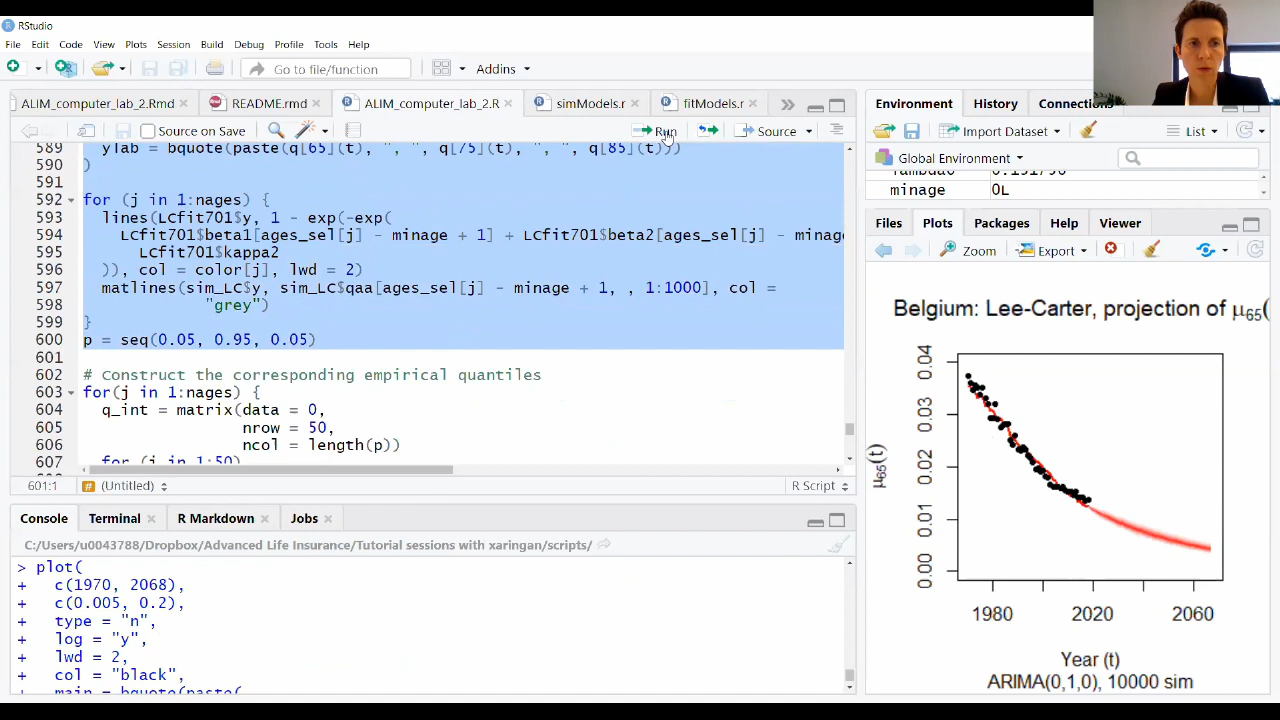 RStudio
File Edit Code View Plots Session Build Debug Profile Tools Help
Go to file/function
Addins
ALIM_computer_lab_2.Rmd README.rmd ALIM_computer_lab_2.R simModels.r fitModels.r
Source on Save
Run
Source
589 ylab = bquote(paste(q[65](t), ", ", q[75](t), ", ", q[85](t)))
590 )
591
592 for (j in 1:nages) {
593 lines(LCfit701$y, 1 - exp(-exp(
594 LCfit701$beta1[ages_sel[j] - minage + 1] + LCfit701$beta2[ages_sel[j] - minage
595 LCfit701$kappa2
596 )), col = color[j], lwd = 2)
597 matlines(sim_LC$y, sim_LC$qaa[ages_sel[j] - minage + 1, , 1:1000], col =
598 "grey")
599 }
600 p = seq(0.05, 0.95, 0.05)
601
602 # Construct the corresponding empirical quantiles
603 for(j in 1:nages) {
604 q_int = matrix(data = 0,
605 nrow = 50,
606 ncol = length(p))
607 for (i in 1:50)
601:1 # (Untitled) R Script
Console Terminal R Markdown Jobs
C:/Users/u0043788/Dropbox/Advanced Life Insurance/Tutorial sessions with xaringan/scripts/
> plot(
+ c(1970, 2068),
+ c(0.005, 0.2),
+ type = "n",
+ log = "y",
+ lwd = 2,
+ col = "black",
+ main = bquote(paste(
Environment History Connections
Import Dataset
List
Global Environment
minage 0L
Files Plots Packages Help Viewer
Zoom Export
Belgium: Lee-Carter, projection of μ65(
μ65(t)
0.04
0.03
0.02
0.01
0.00
1980 2020 2060
Year (t)
ARIMA(0,1,0), 10000 sim